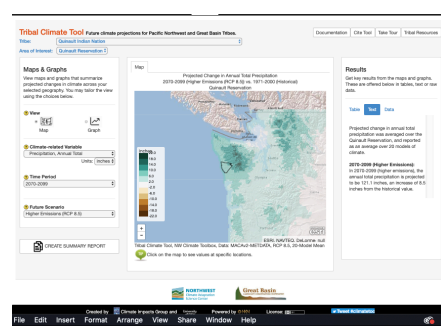 Tribal Climate Tool Future climate projections for Pacific Northwest and Great Basin Tribes.
Documentation Cite Tool Take Tour Tribal Resources
Tribe: Quinault Indian Nation
Area of Interest: Quinault Reservation
Maps & Graphs
View maps and graphs that summarize
projected changes in climate across your
selected geography. You may tailor the view
using the choices below.
View
Map Graph
Climate-related Variable
Precipitation, Annual Total
Units: inches
Time Period
2070-2099
Future Scenario
Higher Emissions (RCP 8.5)
CREATE SUMMARY REPORT
Map
Projected Change in Annual Total Precipitation
2070-2099 (Higher Emissions (RCP 8.5) vs. 1971-2000 (Historical)
Quinault Reservation
inches
ESRI, NAVTEQ, DeLorme null
Tribal Climate Tool, NW Climate Toolbox, Data: MACAv2-METDATA, RCP 8.5, 20-Model Mean
Click on the map to see values at specific locations.
Results
Get key results from the maps and graphs.
These are offered below in tables, text or raw
data.
Table Text Data
Projected change in annual total
precipitation was averaged over the
Quinault Reservation, and reported
as an average over 20 models of
climate.
2070-2099 (Higher Emissions):
In 2070-2099 (higher emissions), the
annual total precipitation is projected
to be 121.1 inches, an increase of 8.5
inches from the historical value.
NORTHWEST
Great Basin
Created by Climate Impacts Group and Powered by License:
Tweet #climatetool
File Edit Insert Format Arrange View Share Window Help